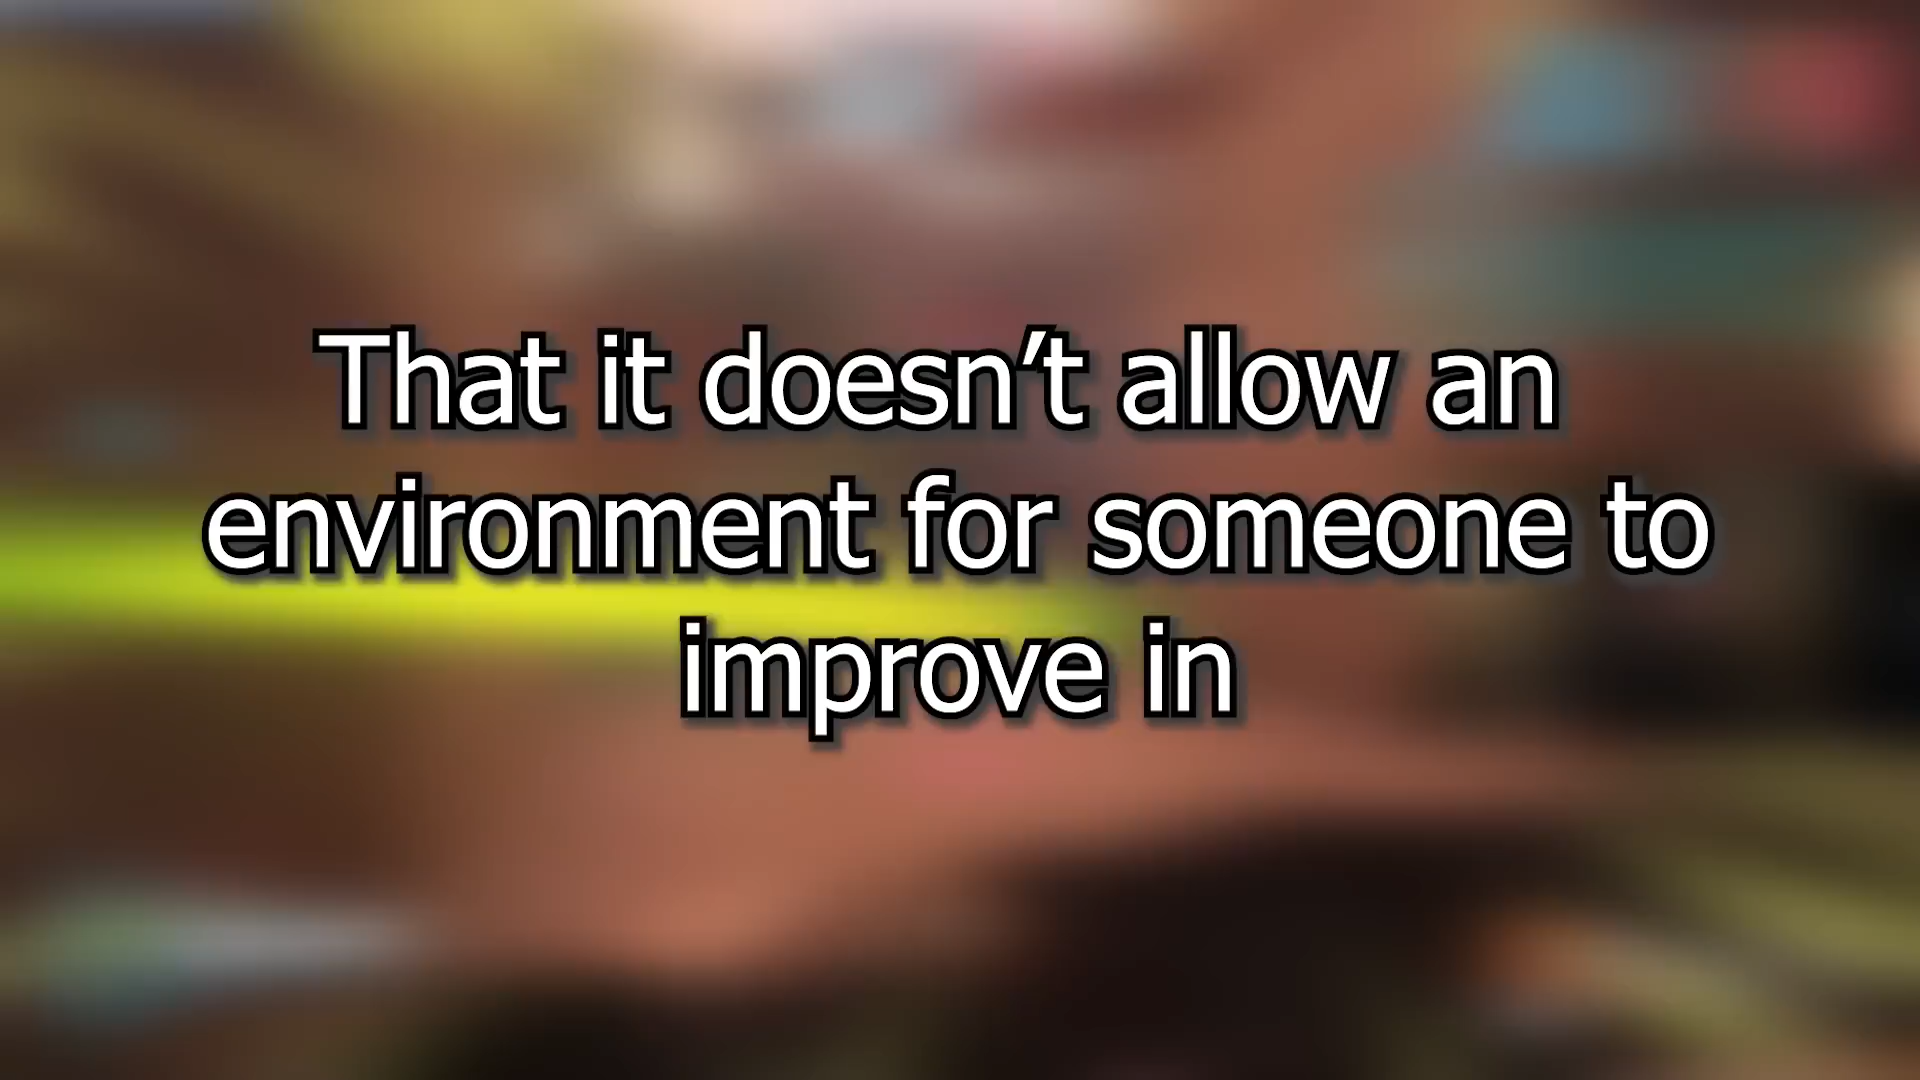 That it doesn’t allow an
environment for someone to
improve in